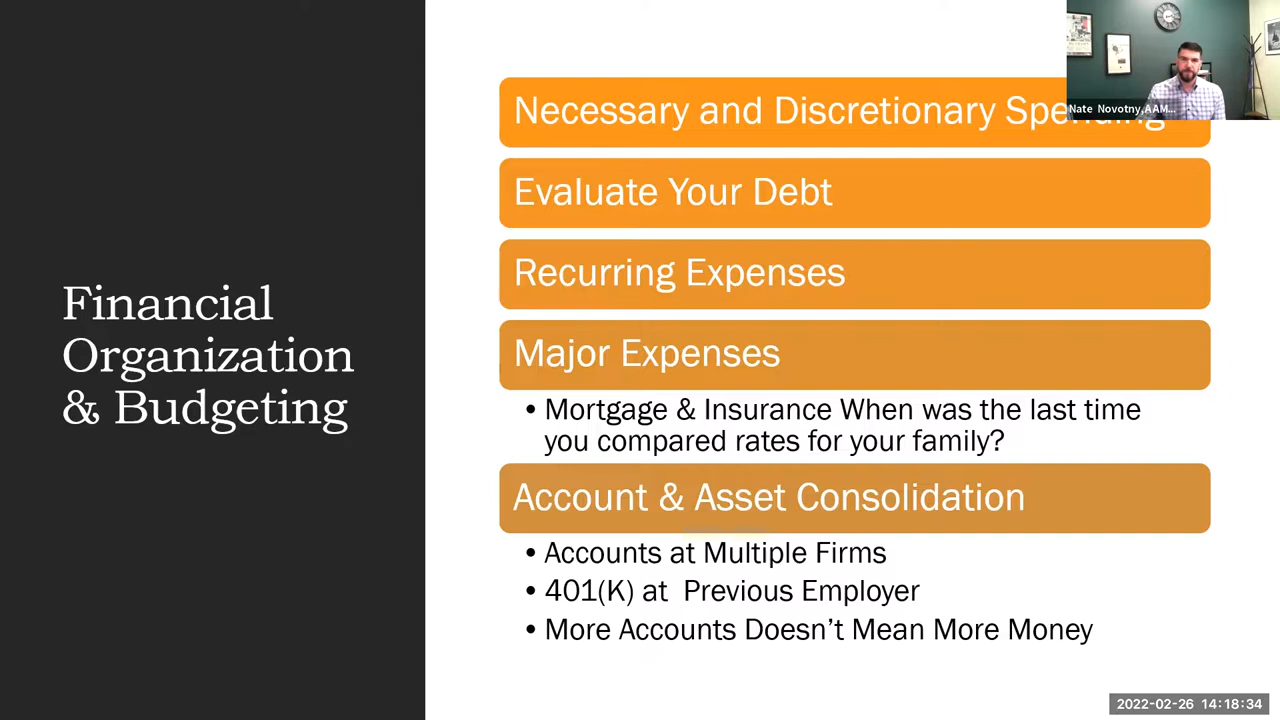 Financial
Organization
& Budgeting
Necessary and Discretionary Spending
Evaluate Your Debt
Recurring Expenses
Major Expenses
• Mortgage & Insurance When was the last time
you compared rates for your family?
Account & Asset Consolidation
• Accounts at Multiple Firms
• 401(K) at Previous Employer
• More Accounts Doesn’t Mean More Money
Nate Novotny,AAM...
2022-02-26 14:18:34